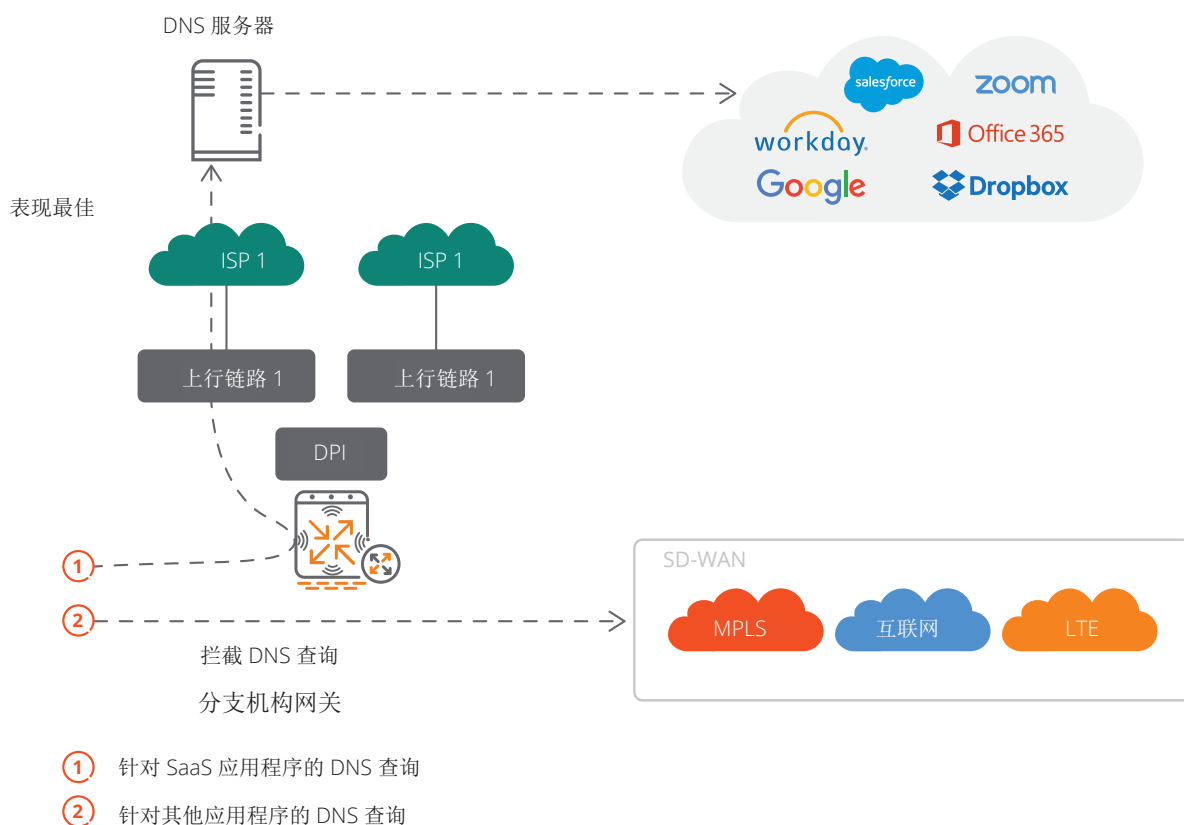 DNS 服务器
salesforce
zoom
workday.
Office 365
Google
Dropbox
表现最佳
ISP 1
ISP 1
上行链路 1
上行链路 1
DPI
1
SD-WAN
MPLS
互联网
LTE
2
拦截 DNS 查询
分支机构网关
1 针对 SaaS 应用程序的 DNS 查询
2 针对其他应用程序的 DNS 查询